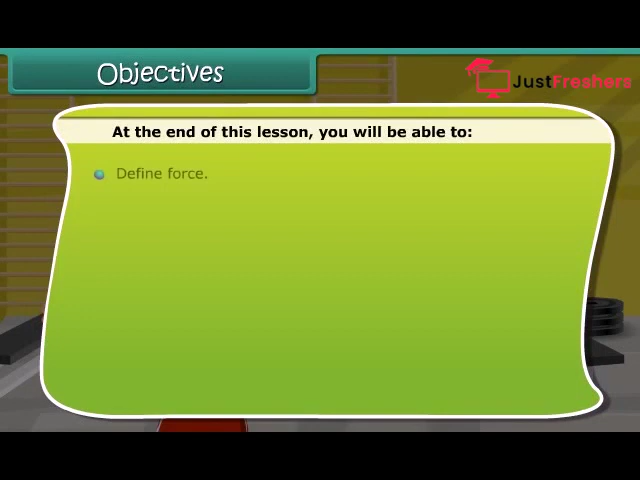 Objectives
JustFreshers
At the end of this lesson, you will be able to:
Define force.